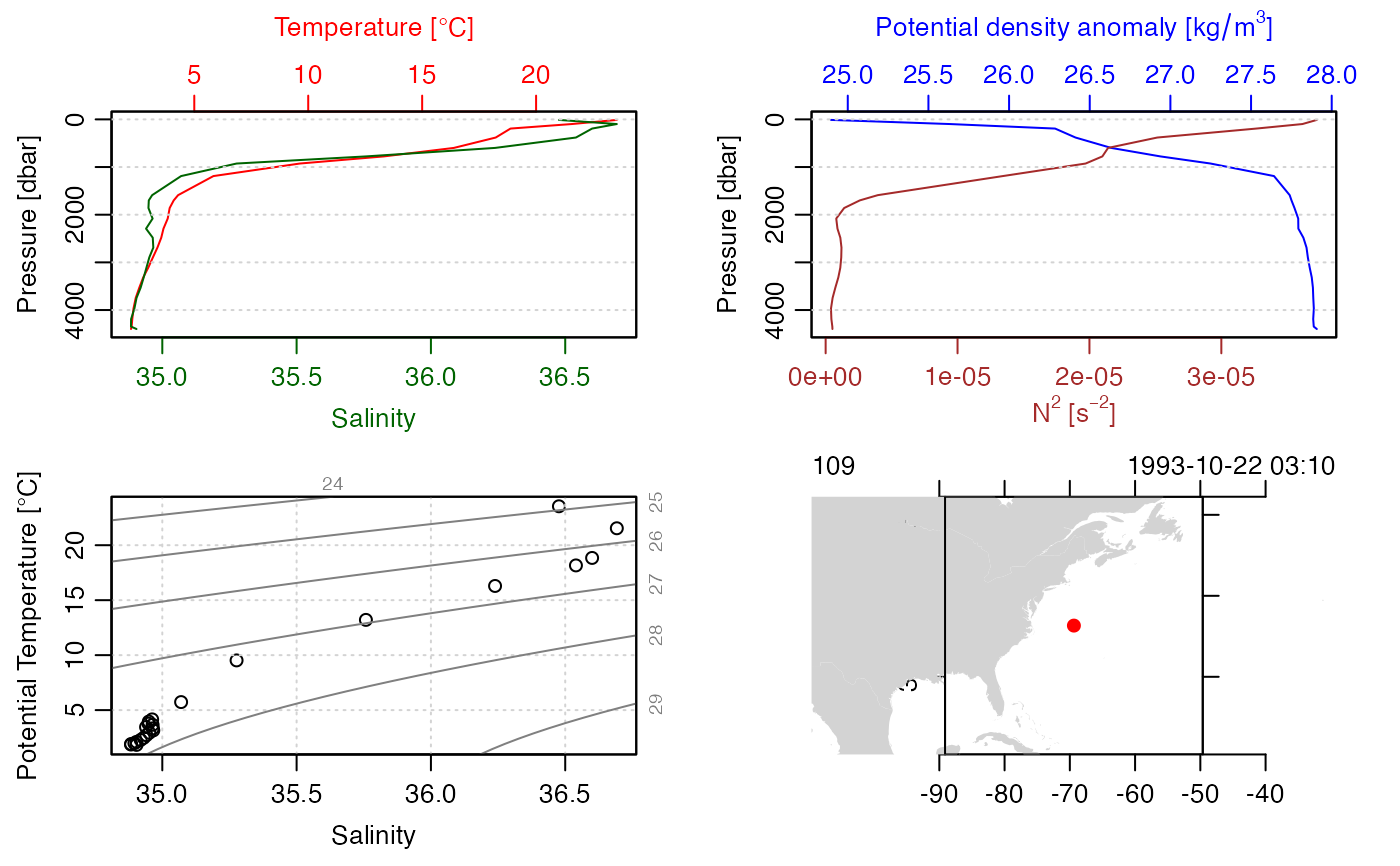 Temperature [°C]
5 10 15 20
Pressure [dbar]
0
2000
4000
35.0 35.5 36.0 36.5
Salinity
Potential density anomaly [kg/m³]
25.0 25.5 26.0 26.5 27.0 27.5 28.0
Pressure [dbar]
0
2000
4000
0e+00 1e-05 2e-05 3e-05
N² [s⁻²]
Potential Temperature [°C]
20
15
10
5
24
25
26
27
28
29
35.0 35.5 36.0 36.5
Salinity
109 1993-10-22 03:10
-90 -80 -70 -60 -50 -40